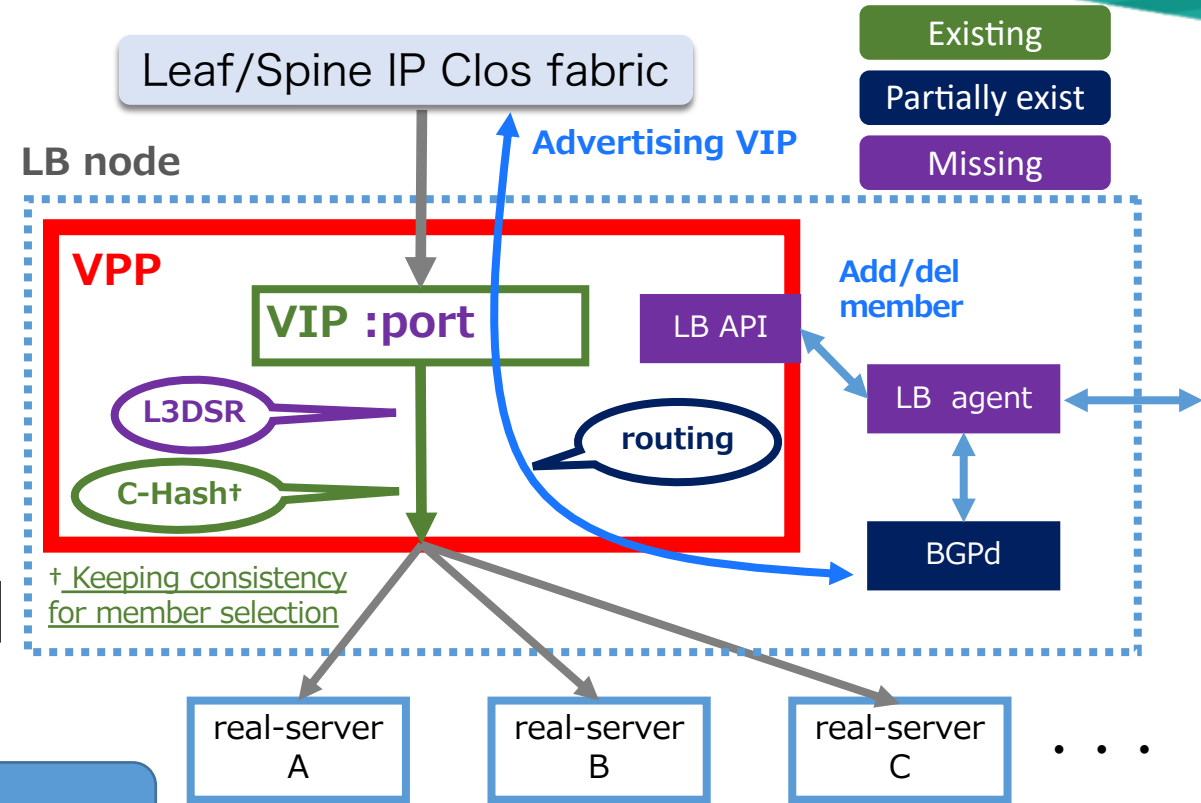 Existing
Leaf/Spine IP Clos fabric
Partially exist
Advertising VIP
Missing
LB node
VPP
Add/del
member
VIP :port
LB API
L3DSR
LB agent
routing
C-Hash†
BGPd
† Keeping consistency
for member selection
real-server
A
real-server
B
real-server
C
・・・